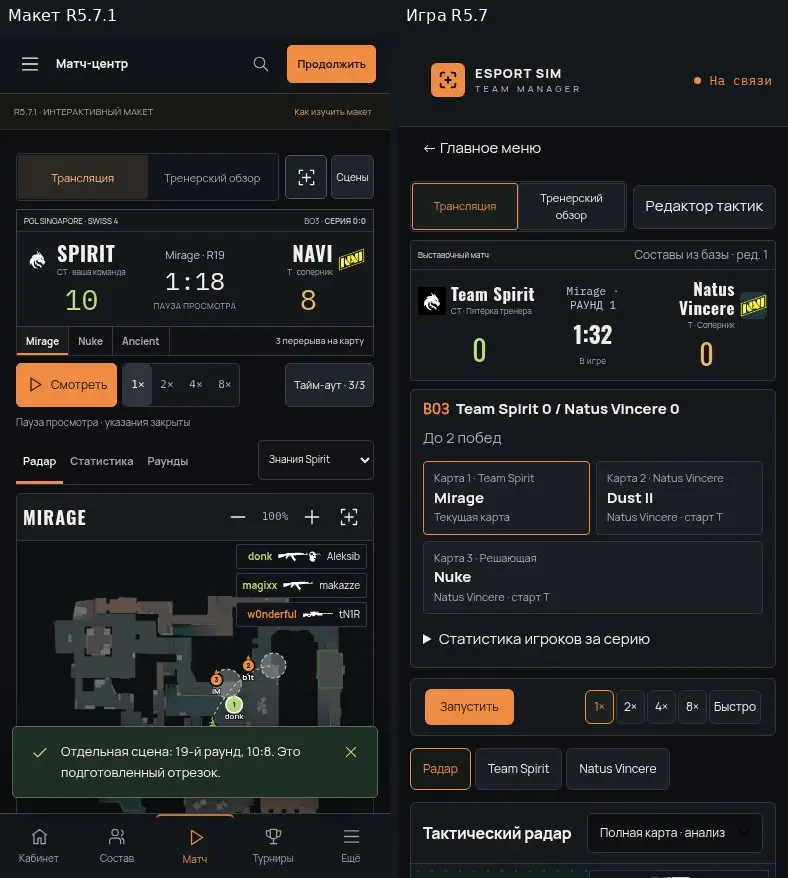 Макет R5.7.1
Матч-центр
Продолжить
R5.7.1 · ИНТЕРАКТИВНЫЙ МАКЕТ
Как изучить макет
Трансляция
Тренерский обзор
Сцены
PGL SINGAPORE · SWISS 4
BO3 · СЕРИЯ 0:0
SPIRIT
CT · ваша команда
10
Mirage · R19
1:18
ПАУЗА ПРОСМОТРА
NAVI
T · соперник
8
Mirage
Nuke
Ancient
3 перерыва на карту
Смотреть
1×
2×
4×
8×
Тайм-аут · 3/3
Пауза просмотра · указания закрыты
Радар
Статистика
Раунды
Знания Spirit
MIRAGE
100%
donk Aleksib
magixx makazze
w0nderful tN1R
2
b1t
3
iM
1
donk
Отдельная сцена: 19-й раунд, 10:8. Это
подготовленный отрезок.
Кабинет
Состав
Матч
Турниры
Ещё
Игра R5.7
ESPORT SIM
TEAM MANAGER
На связи
← Главное меню
Трансляция
Тренерский
обзор
Редактор тактик
Выставочный матч
Составы из базы · ред. 1
Team Spirit
CT · Пятёрка тренера
0
Mirage ·
РАУНД 1
1:32
В игре
Natus
Vincere
T · Соперник
0
BO3 Team Spirit 0 / Natus Vincere 0
До 2 побед
Карта 1 · Team Spirit
Mirage
Текущая карта
Карта 2 · Natus Vincere
Dust II
Natus Vincere · старт T
Карта 3 · Решающая
Nuke
Natus Vincere · старт T
Статистика игроков за серию
Запустить
1×
2×
4×
8×
Быстро
Радар
Team Spirit
Natus Vincere
Тактический радар
Полная карта · анализ